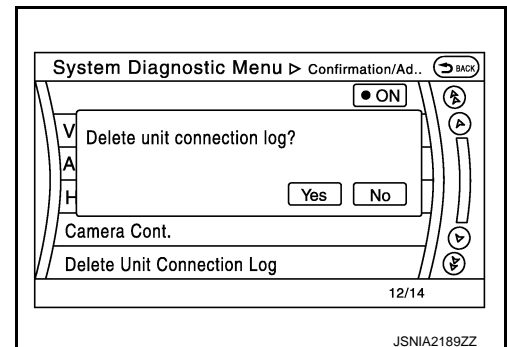 System Diagnostic Menu ▷ Confirmation/Ad.. BACK
● ON
V
Delete unit connection log?
A
H
Yes No
Camera Cont.
Delete Unit Connection Log
12/14
JSNIA2189ZZ